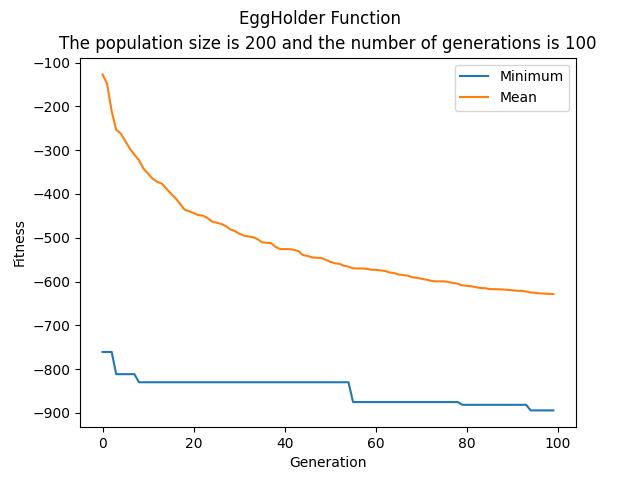 EggHolder Function
The population size is 200 and the number of generations is 100
−100
−200
−300
−400
−500
−600
−700
−800
−900
Fitness
Minimum
Mean
0
20
40
60
80
100
Generation